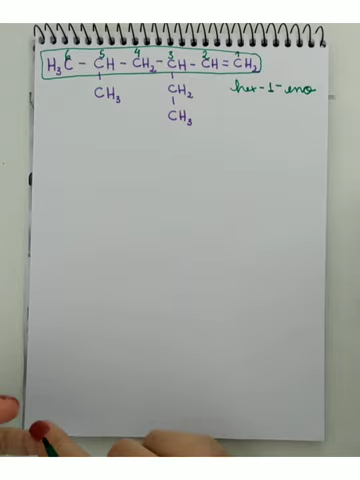 6 5 4 3 2 1
H₃C - CH - CH₂ - CH - CH = CH₂
CH₃ CH₂ hex-1-eno
CH₃